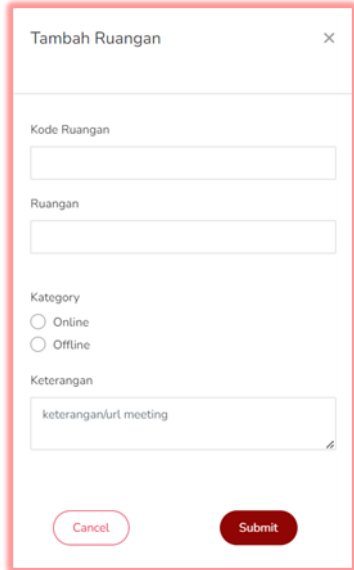 Tambah Ruangan ×
Kode Ruangan
Ruangan
Kategory
Online
Offline
Keterangan
keterangan/url meeting
Cancel Submit